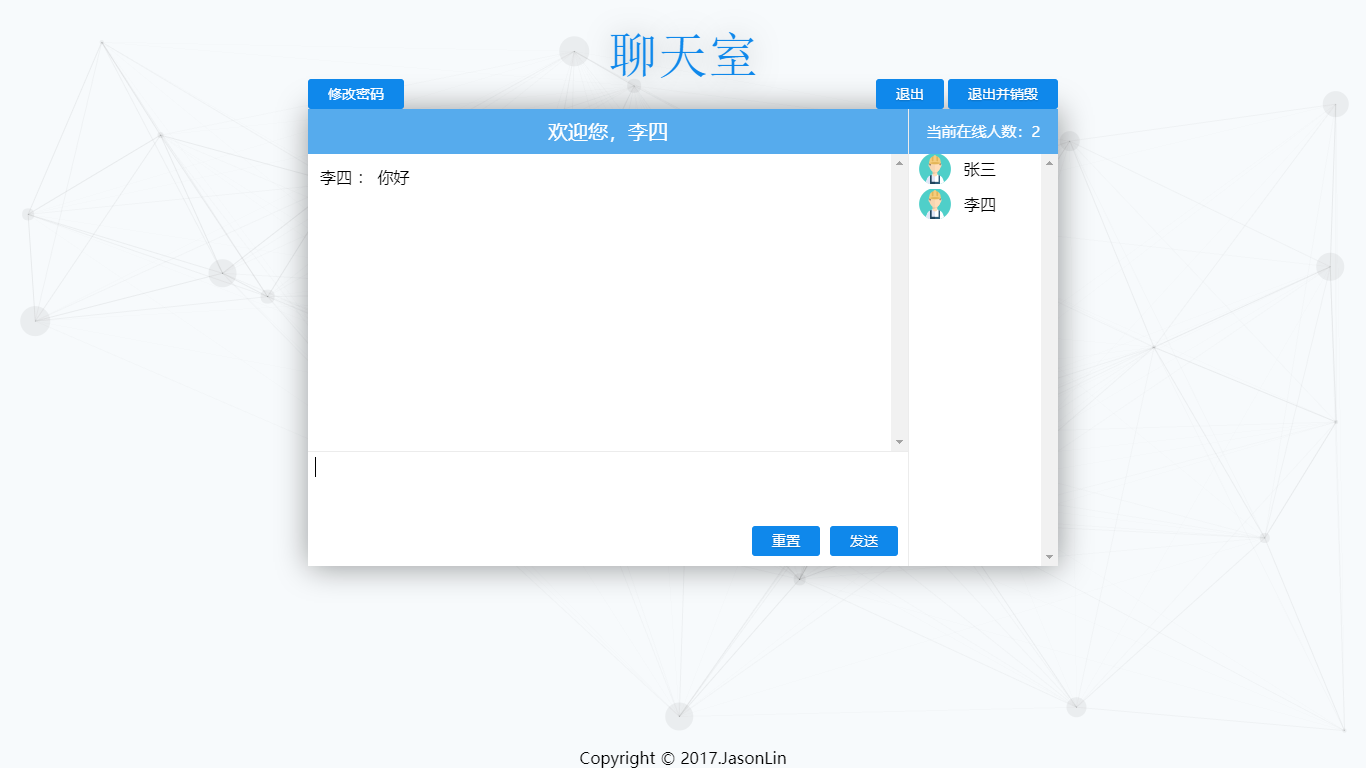 聊天室
修改密码 退出 退出并销毁
欢迎您，李四 当前在线人数：2
李四 ： 你好
张三
李四
重置 发送
Copyright © 2017.JasonLin